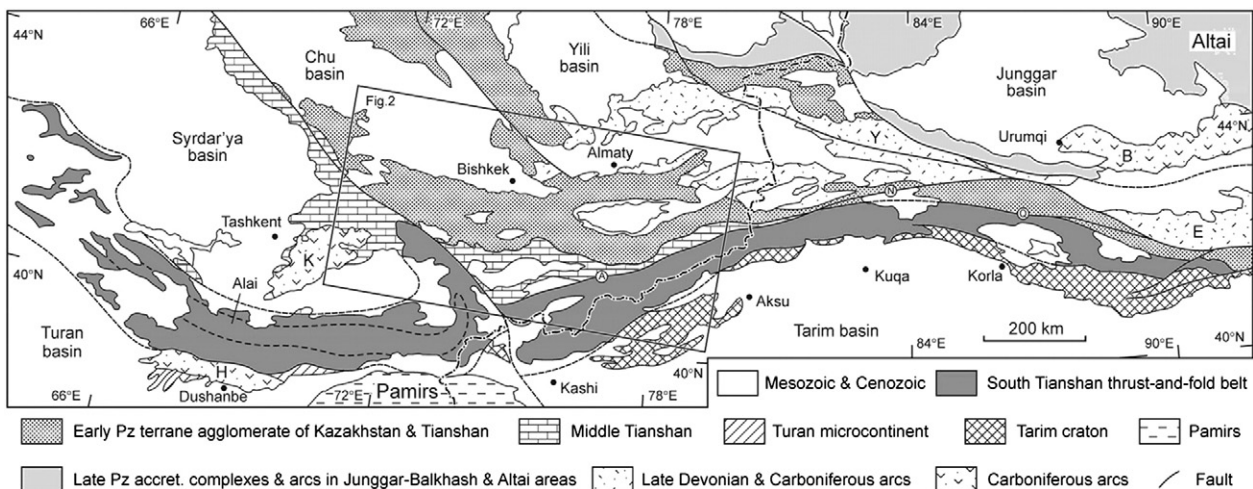 66°E
72°E
78°E
84°E
90°E
44°N
Chu
basin
Yili
basin
Altai
Junggar
basin
Fig.2
Syrdar'ya
basin
Urumqi
44°N
Y
B
Almaty
Bishkek
N
Tashkent
O
E
K
40°N
A
Kuqa
Korla
Alai
Aksu
Turan
basin
Tarim basin
200 km
84°E
90°E
40°N
H
40°N
66°E
Dushanbe
72°E
Pamirs
Kashi
78°E
Mesozoic & Cenozoic
South Tianshan thrust-and-fold belt
Early Pz terrane agglomerate of Kazakhstan & Tianshan
Middle Tianshan
Turan microcontinent
Tarim craton
Pamirs
Late Pz accret. complexes & arcs in Junggar-Balkhash & Altai areas
Late Devonian & Carboniferous arcs
Carboniferous arcs
Fault